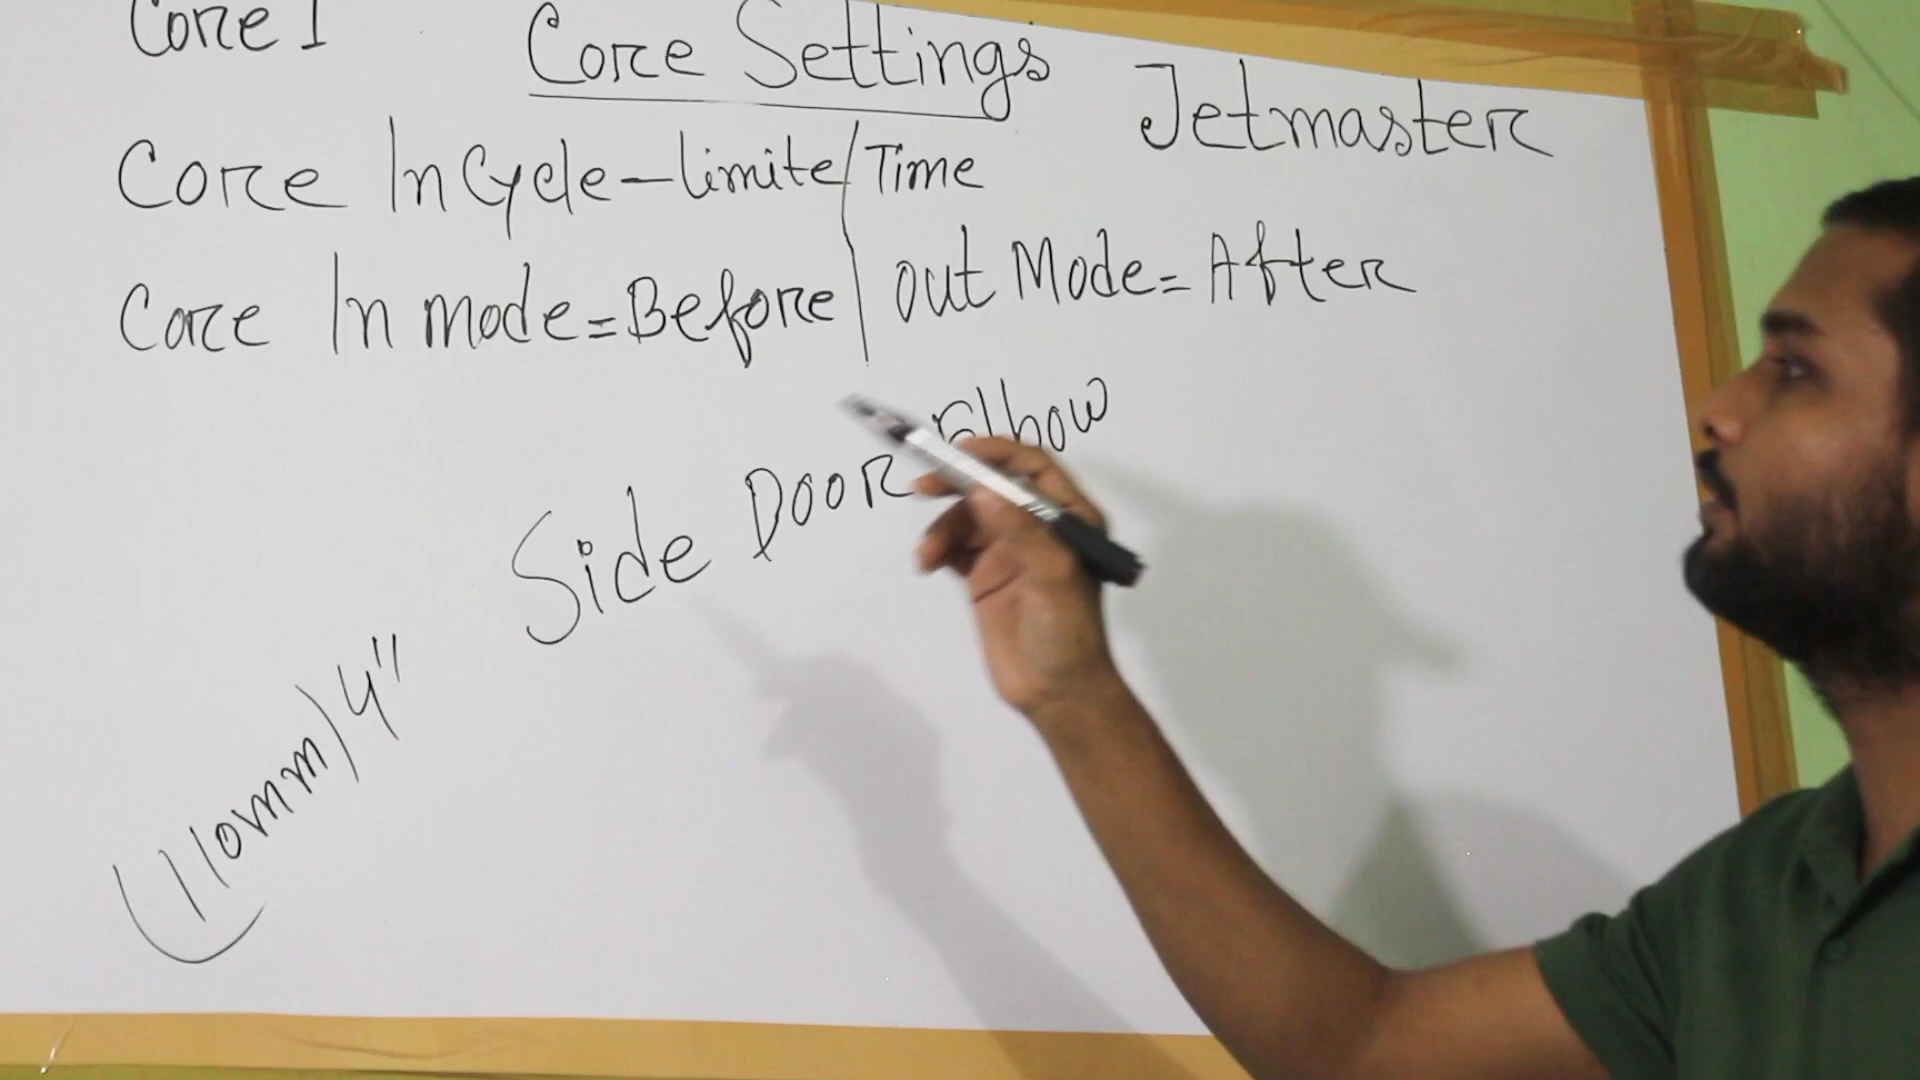 Core 1
Core Settings
Jetmaster
Core In Cycle-limite/Time
Core In mode=Before/out Mode=After
Side Door Elbow
110mm/4"